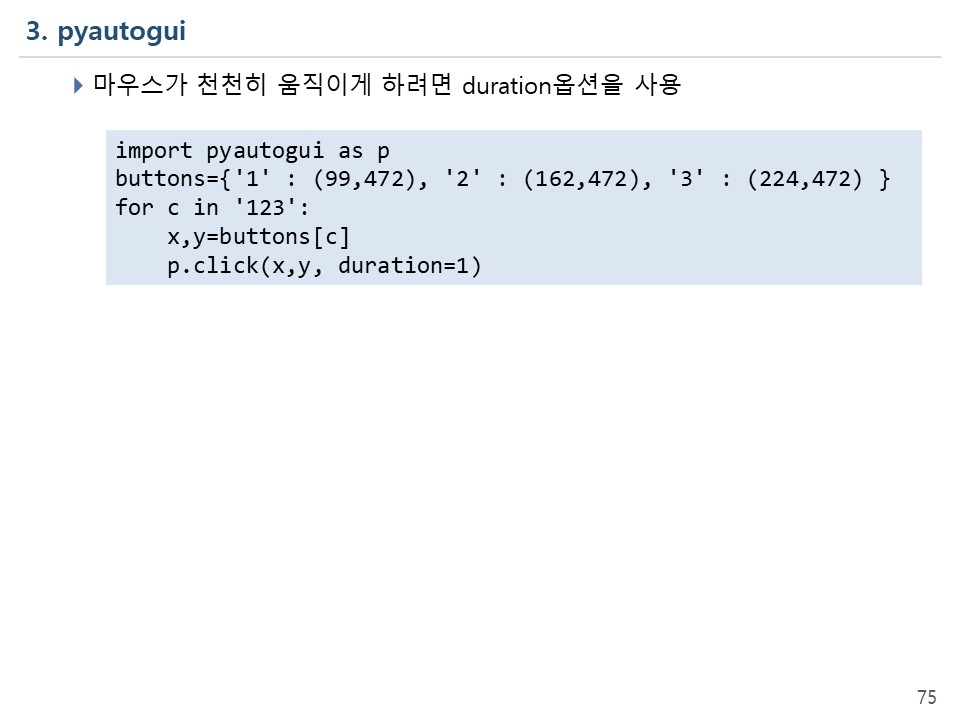 3. pyautogui
마우스가 천천히 움직이게 하려면 duration옵션을 사용
import pyautogui as p
buttons={'1' : (99,472), '2' : (162,472), '3' : (224,472) }
for c in '123':
    x,y=buttons[c]
    p.click(x,y, duration=1)
75